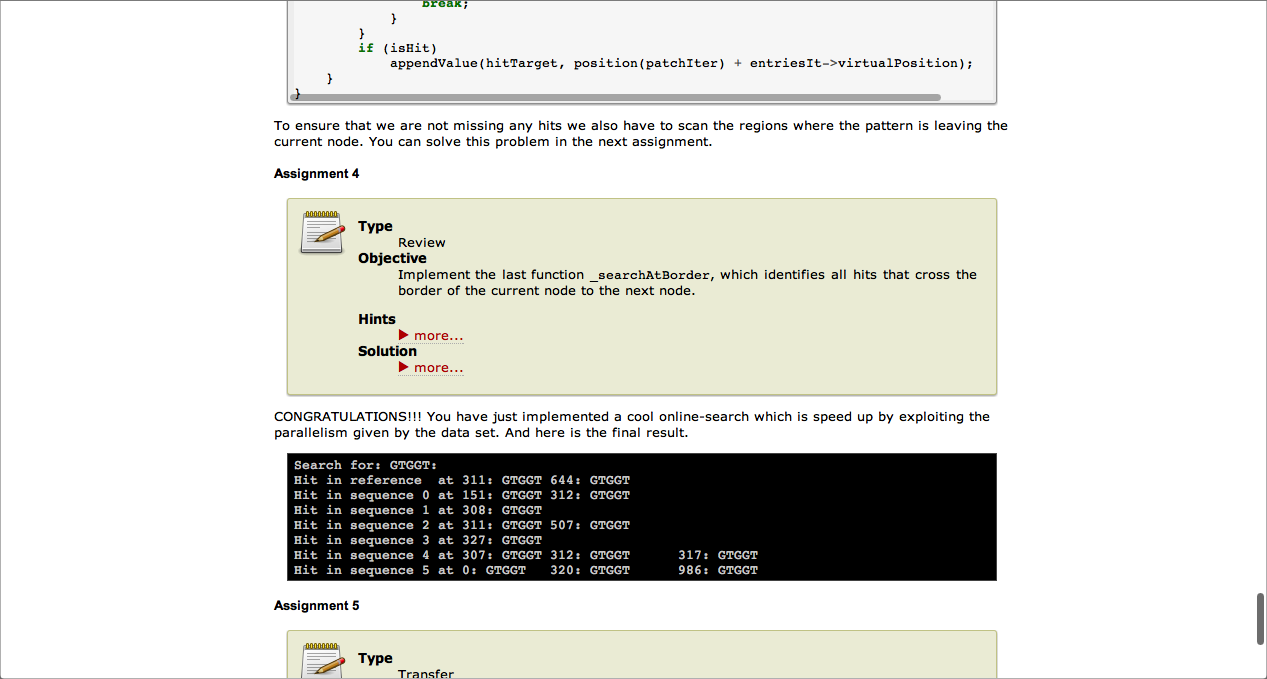 break;
}
}
if (isHit)
appendValue(hitTarget, position(patchIter) + entriesIt->virtualPosition);
}
}
To ensure that we are not missing any hits we also have to scan the regions where the pattern is leaving the
current node. You can solve this problem in the next assignment.
Assignment 4
Type
Review
Objective
Implement the last function _searchAtBorder, which identifies all hits that cross the
border of the current node to the next node.
Hints
more...
Solution
more...
CONGRATULATIONS!!! You have just implemented a cool online-search which is speed up by exploiting the
parallelism given by the data set. And here is the final result.
Search for: GTGGT:
Hit in reference  at 311: GTGGT 644: GTGGT
Hit in sequence 0 at 151: GTGGT 312: GTGGT
Hit in sequence 1 at 308: GTGGT
Hit in sequence 2 at 311: GTGGT 507: GTGGT
Hit in sequence 3 at 327: GTGGT
Hit in sequence 4 at 307: GTGGT 312: GTGGT      317: GTGGT
Hit in sequence 5 at 0: GTGGT   320: GTGGT      986: GTGGT
Assignment 5
Type
Transfer